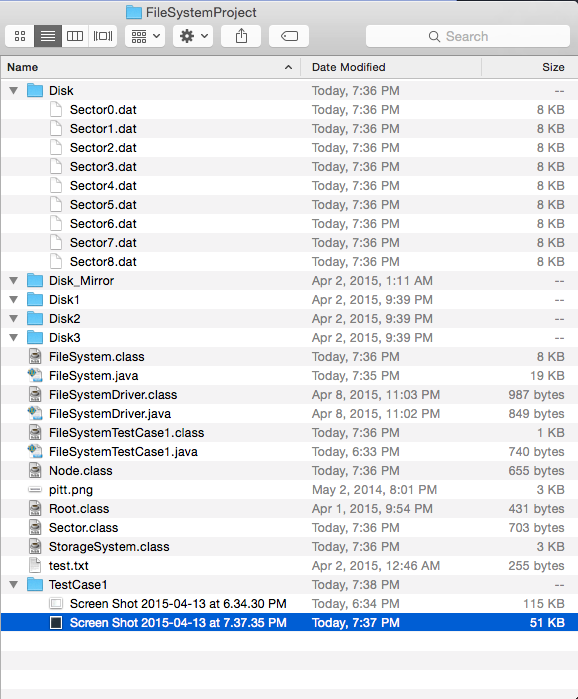 FileSystemProject
Search
Name Date Modified Size
Disk Today, 7:36 PM --
Sector0.dat Today, 7:36 PM 8 KB
Sector1.dat Today, 7:36 PM 8 KB
Sector2.dat Today, 7:36 PM 8 KB
Sector3.dat Today, 7:36 PM 8 KB
Sector4.dat Today, 7:36 PM 8 KB
Sector5.dat Today, 7:36 PM 8 KB
Sector6.dat Today, 7:36 PM 8 KB
Sector7.dat Today, 7:36 PM 8 KB
Sector8.dat Today, 7:36 PM 8 KB
Disk_Mirror Apr 2, 2015, 1:11 AM --
Disk1 Apr 2, 2015, 9:39 PM --
Disk2 Apr 2, 2015, 9:39 PM --
Disk3 Apr 2, 2015, 9:39 PM --
FileSystem.class Today, 7:36 PM 8 KB
FileSystem.java Today, 7:35 PM 19 KB
FileSystemDriver.class Apr 8, 2015, 11:03 PM 987 bytes
FileSystemDriver.java Apr 8, 2015, 11:02 PM 849 bytes
FileSystemTestCase1.class Today, 7:36 PM 1 KB
FileSystemTestCase1.java Today, 6:33 PM 740 bytes
Node.class Today, 7:36 PM 655 bytes
pitt.png May 2, 2014, 8:01 PM 3 KB
Root.class Apr 1, 2015, 9:54 PM 431 bytes
Sector.class Today, 7:36 PM 703 bytes
StorageSystem.class Today, 7:36 PM 3 KB
test.txt Apr 2, 2015, 12:46 AM 255 bytes
TestCase1 Today, 7:38 PM --
Screen Shot 2015-04-13 at 6.34.30 PM Today, 6:34 PM 115 KB
Screen Shot 2015-04-13 at 7.37.35 PM Today, 7:37 PM 51 KB